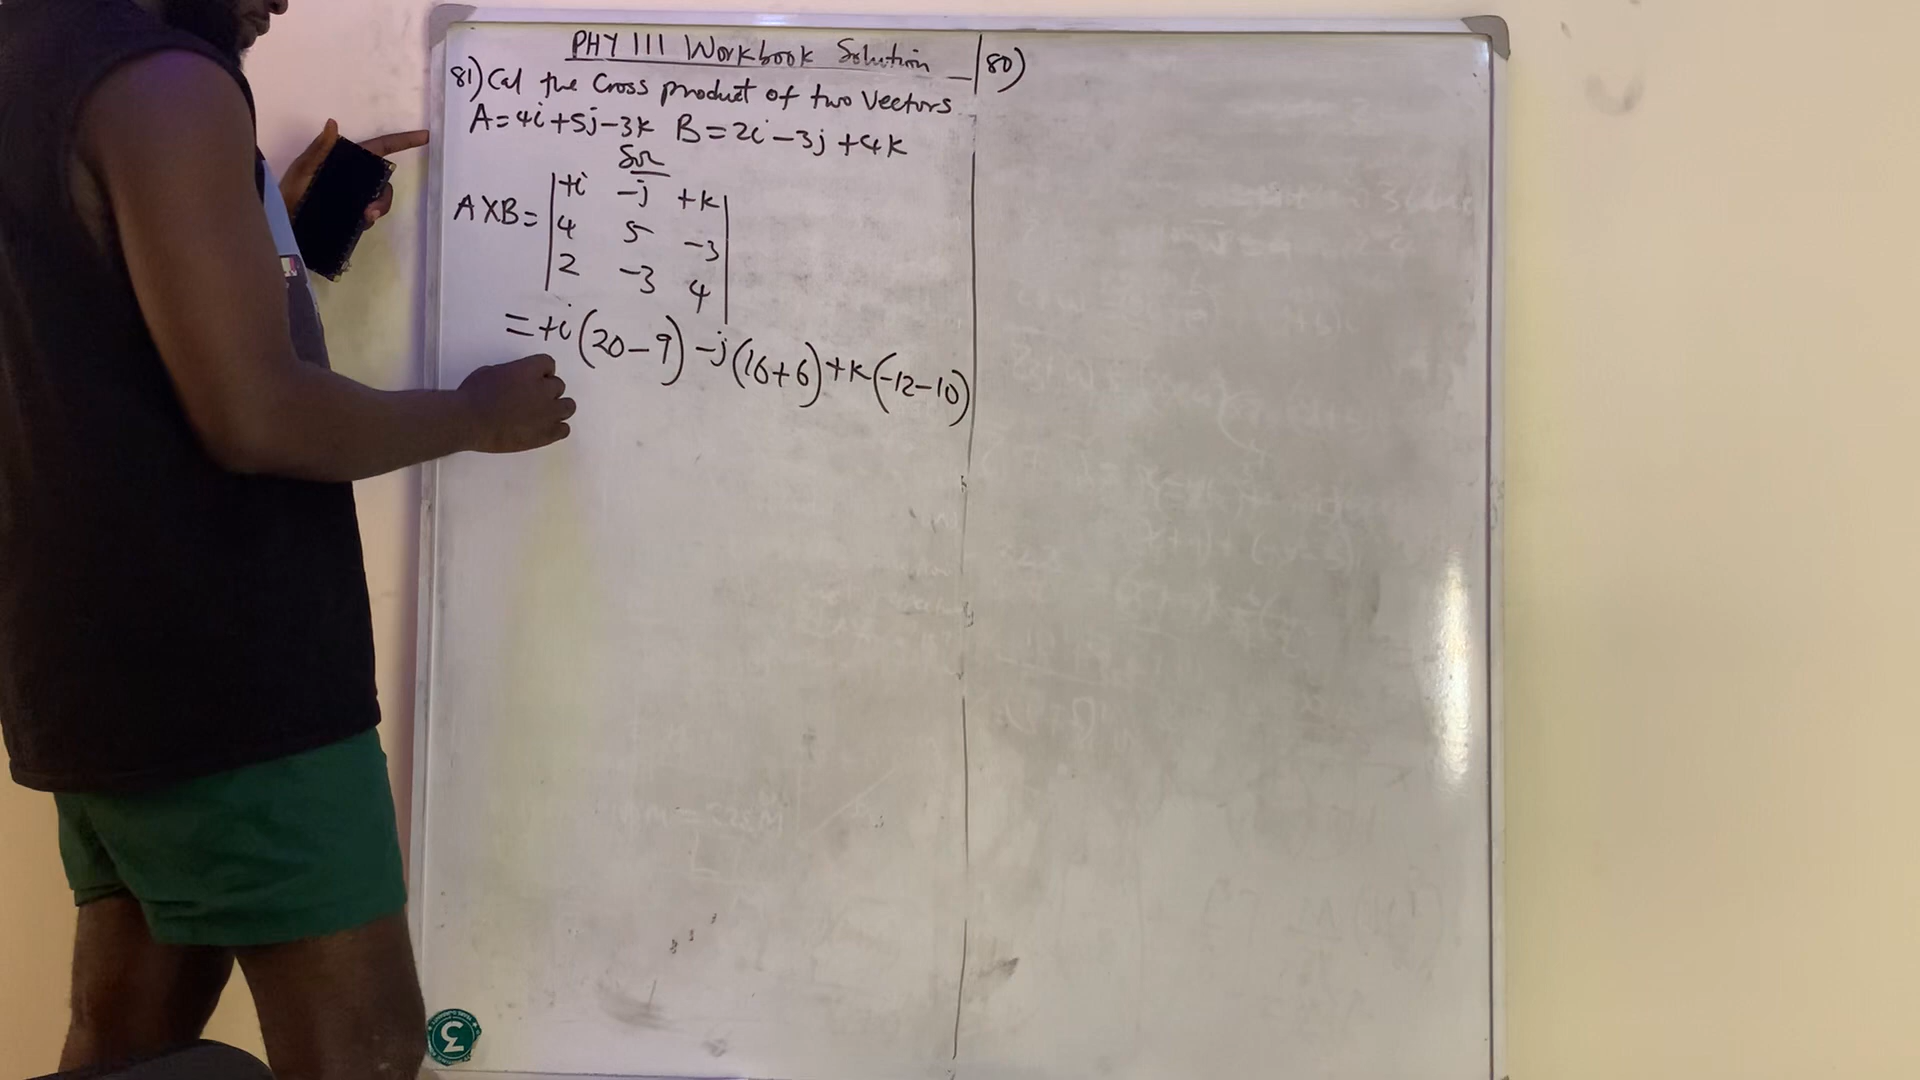 PHY 111 Workbook Solution
81) Cal the Cross product of two Vectors
A=4i+5j-3k B=2i-3j+4k
Sol
AXB= |+i -j +k|
|4 5 -3|
|2 -3 4|
=+i(20-9)-j(16+6)+k(-12-10)
80)